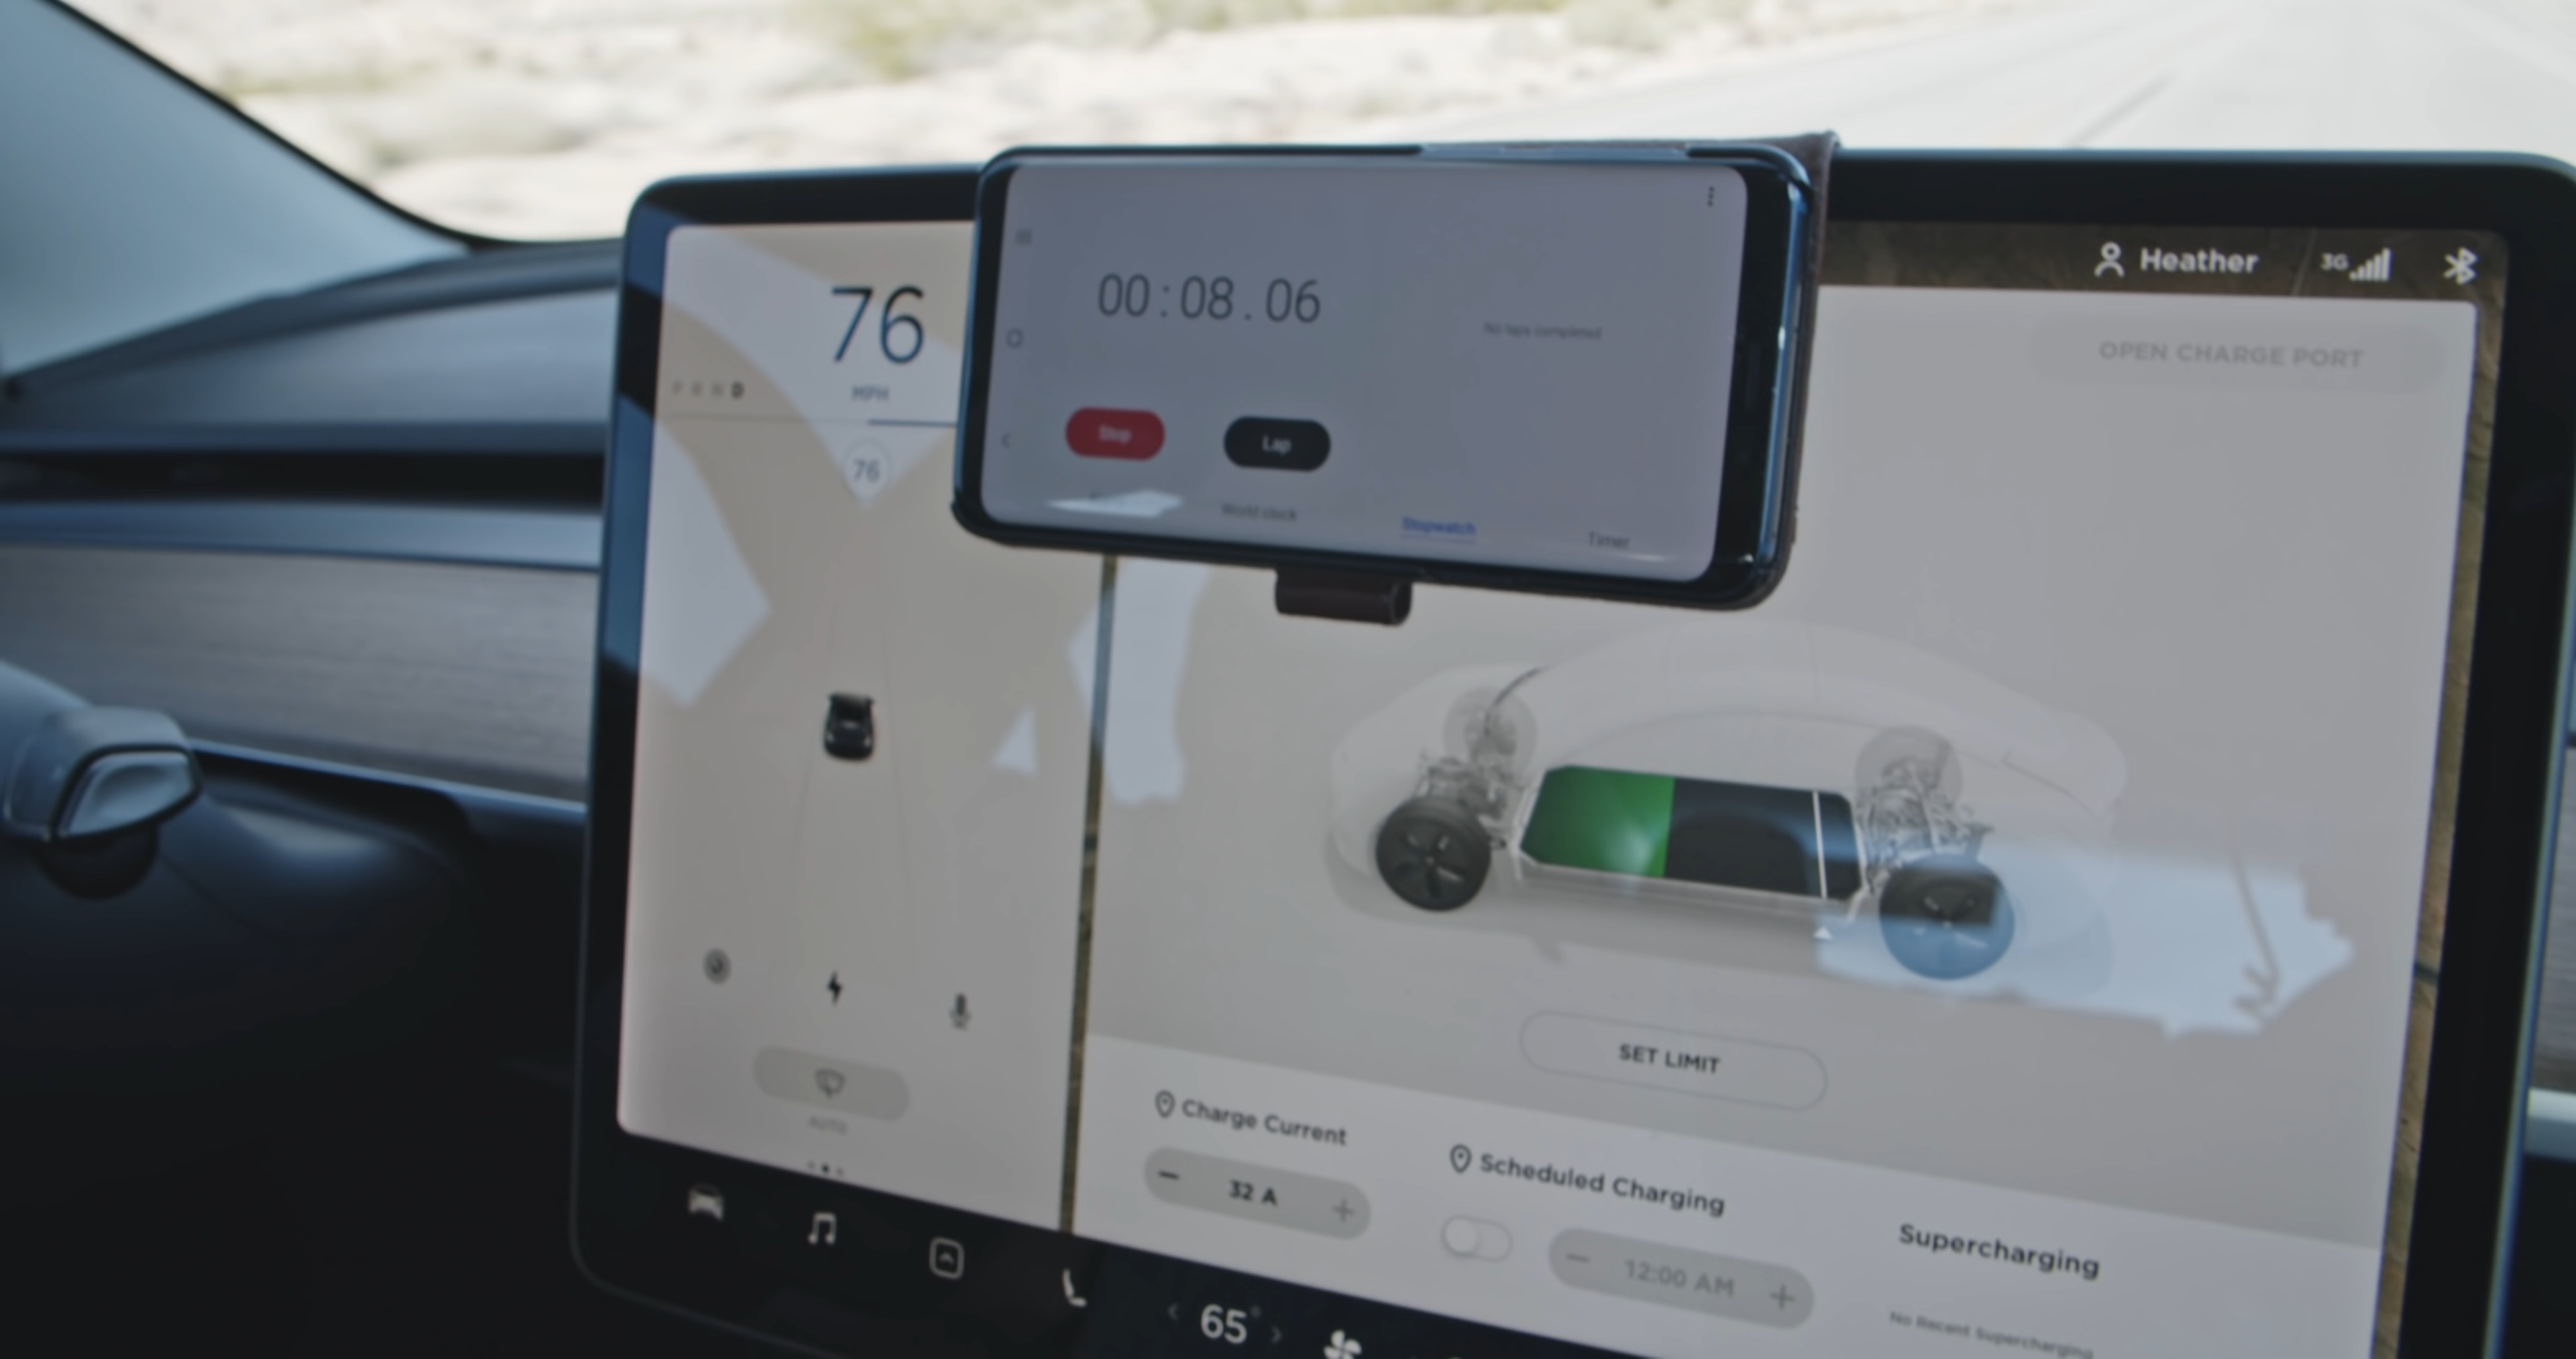 76
MPH
P R N D
76
AUTO
00:08.06
No laps completed
Stop
Lap
World clock
Stopwatch
Timer
Heather
3G
OPEN CHARGE PORT
SET LIMIT
Charge Current
− 32 A +
Scheduled Charging
− 12:00 AM +
Supercharging
No Recent Supercharging
< 65° >